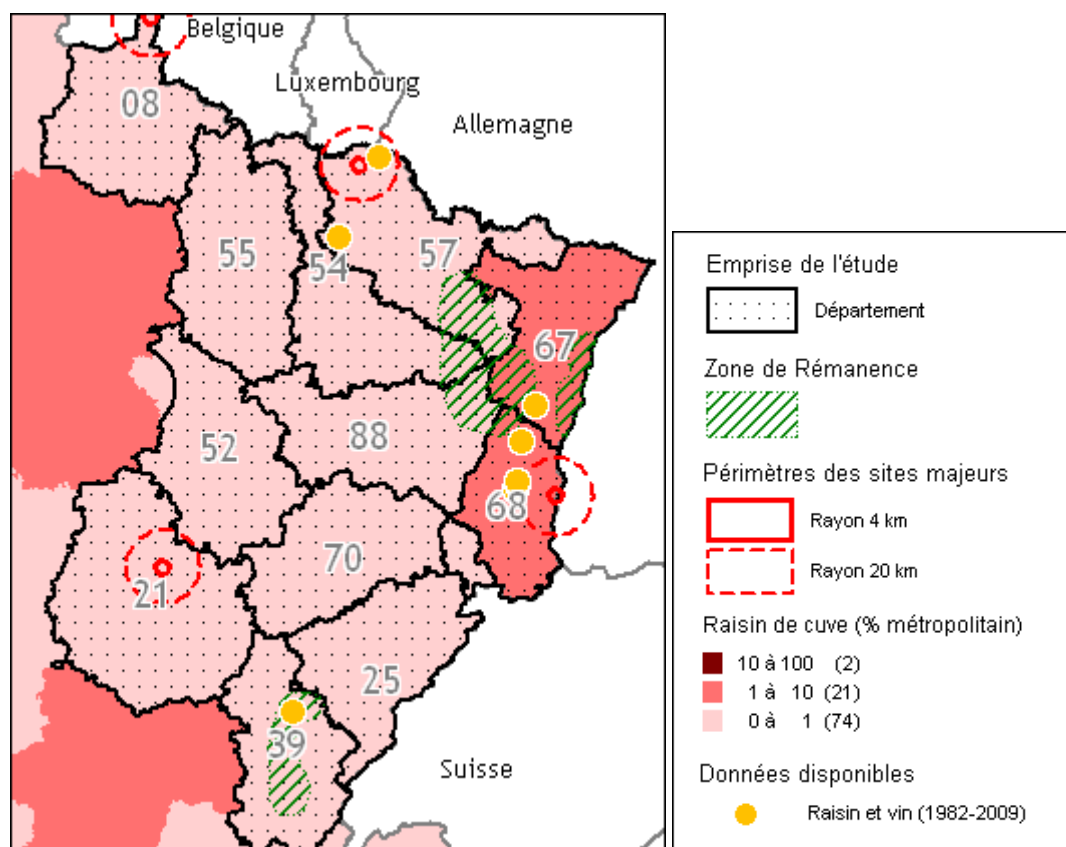 Belgique
08
Luxembourg
Allemagne
55
54
57
67
52
88
68
70
21
25
39
Suisse
Emprise de l'étude
Département
Zone de Rémanence
Périmètres des sites majeurs
Rayon 4 km
Rayon 20 km
Raisin de cuve (% métropolitain)
10 à 100 (2)
1 à 10 (21)
0 à 1 (74)
Données disponibles
Raisin et vin (1982-2009)